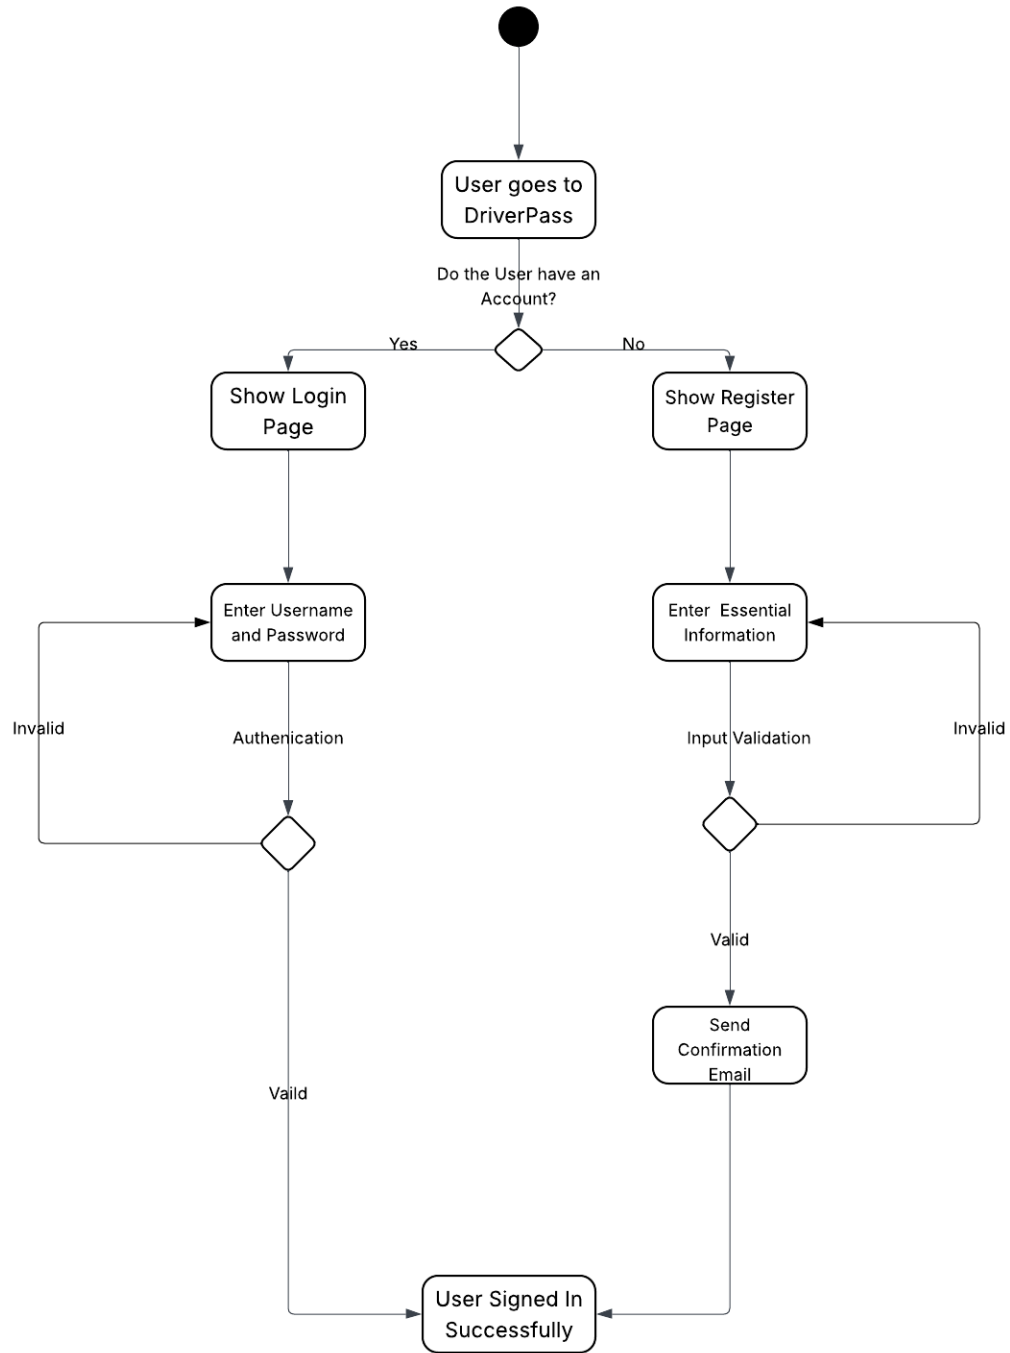 User goes to
DriverPass
Do the User have an
Account?
Yes
No
Show Login
Page
Show Register
Page
Enter Username
and Password
Enter Essential
Information
Invalid
Authenication
Input Validation
Invalid
Valid
Send
Confirmation
Email
Vaild
User Signed In
Successfully